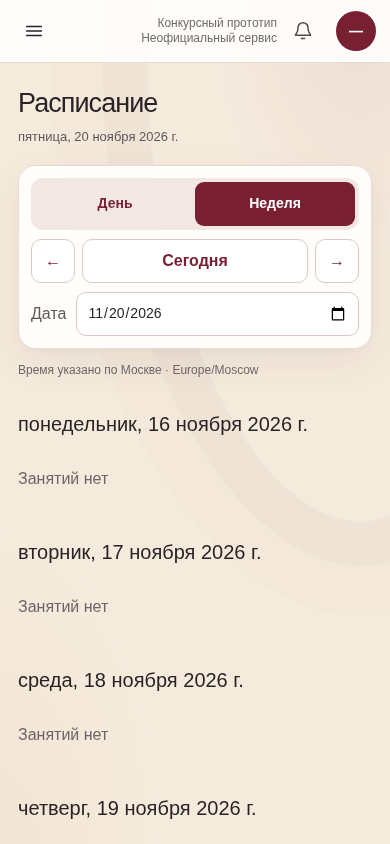 Конкурсный прототип
Неофициальный сервис
—
Расписание
пятница, 20 ноября 2026 г.
День
Неделя
←
Сегодня
→
Дата
11/20/2026
Время указано по Москве · Europe/Moscow
понедельник, 16 ноября 2026 г.
Занятий нет
вторник, 17 ноября 2026 г.
Занятий нет
среда, 18 ноября 2026 г.
Занятий нет
четверг, 19 ноября 2026 г.